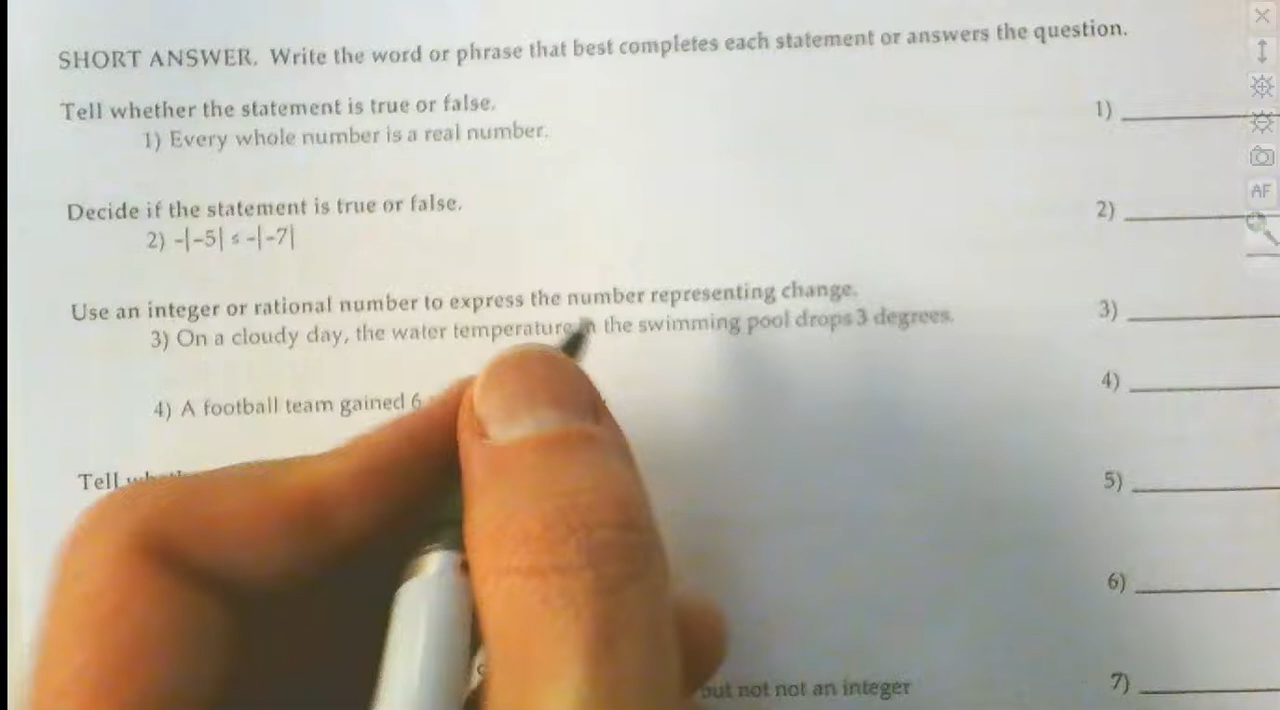 SHORT ANSWER. Write the word or phrase that best completes each statement or answers the question.
Tell whether the statement is true or false.
1) Every whole number is a real number.
1)
Decide if the statement is true or false.
2) -|-5| ≤ -|-7|
2)
Use an integer or rational number to express the number representing change.
3) On a cloudy day, the water temperature the swimming pool drops 3 degrees.
3)
4) A football team gained 6
4)
Tell
5)
6)
but not not an integer
7)
AF